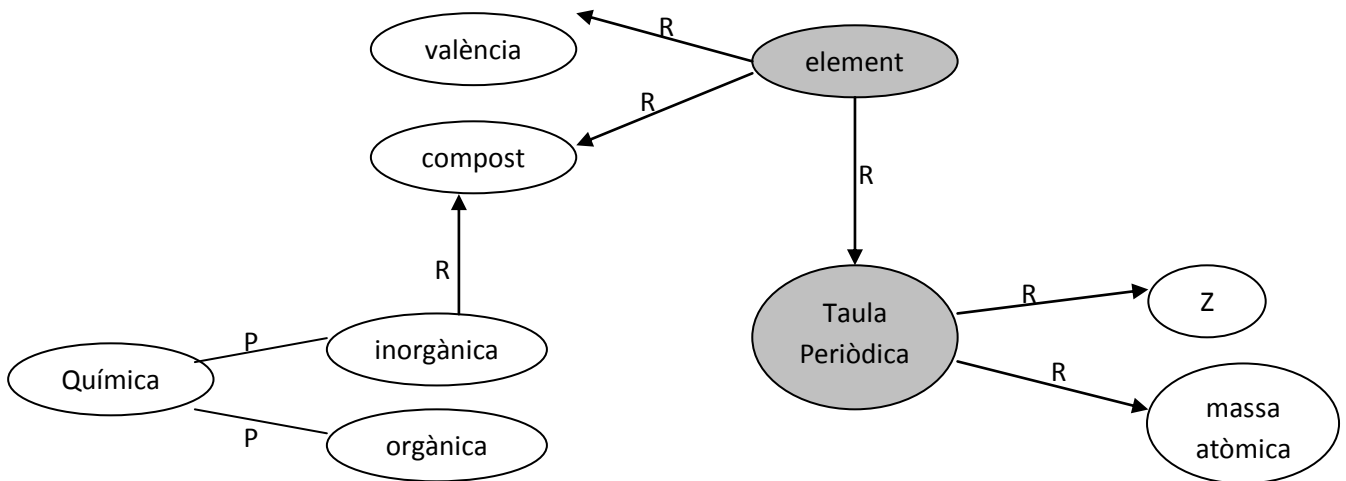 R
valència
element
R
compost
R
R
Taula
Periòdica
R
Z
P
inorgànica
Química
R
massa
atòmica
P
orgànica